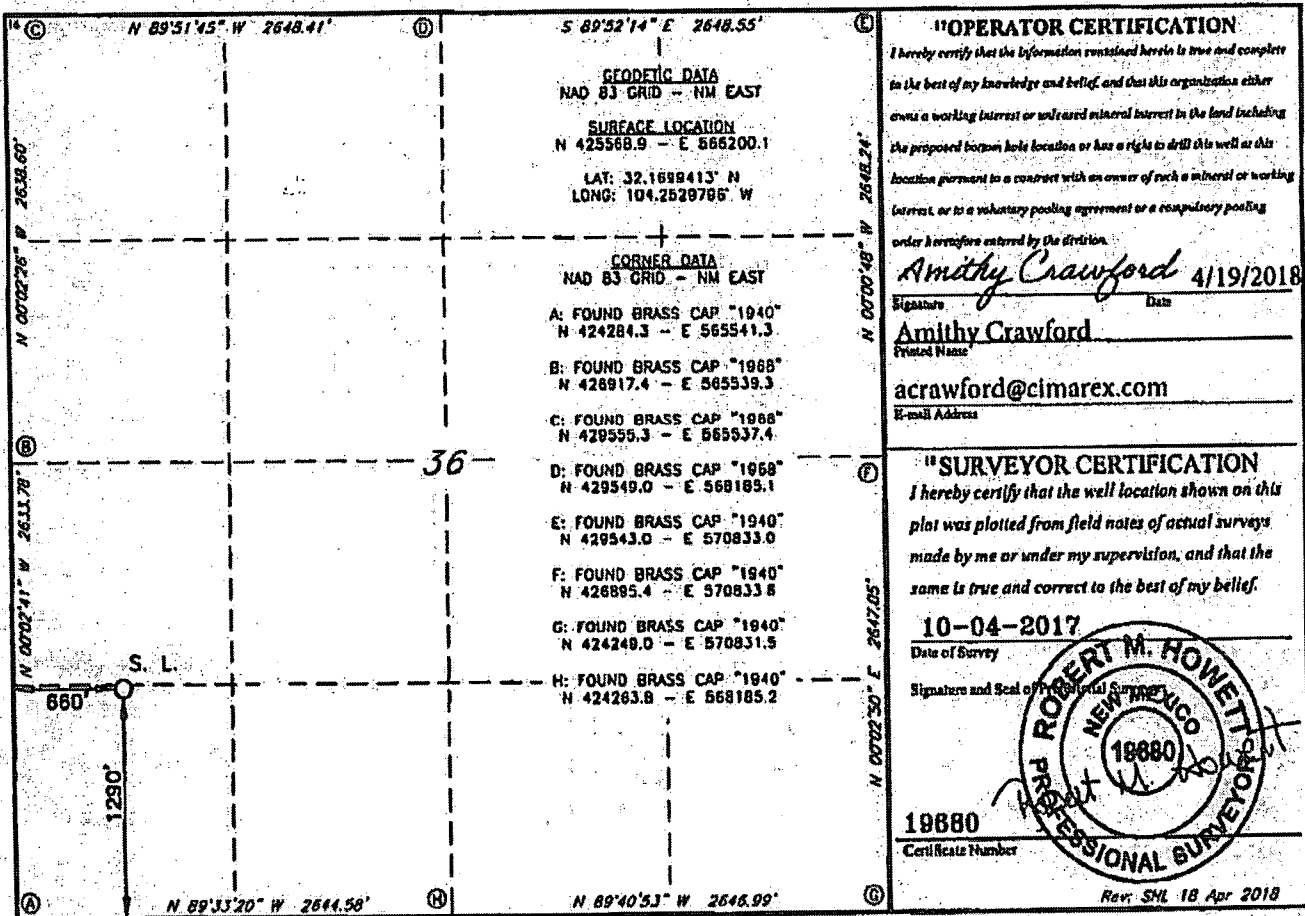 16 C N 89°51'45" W 2648.41' D S 89°52'14" E 2648.55' E
GEODETIC DATA
NAD 83 GRID - NM EAST
SURFACE LOCATION
N 425568.9 - E 566200.1
LAT: 32.1699413° N
LONG: 104.2529796° W
N 00°02'26" W 2638.60'
N 00°00'48" W 2648.24'
CORNER DATA
NAD 83 GRID - NM EAST
A: FOUND BRASS CAP "1940"
N 424284.3 - E 565541.3
B: FOUND BRASS CAP "1968"
N 426917.4 - E 565539.3
C: FOUND BRASS CAP "1968"
N 429555.3 - E 565537.4
D: FOUND BRASS CAP "1968"
N 429549.0 - E 568185.1
E: FOUND BRASS CAP "1940"
N 429543.0 - E 570833.0
F: FOUND BRASS CAP "1940"
N 426895.4 - E 570833.8
G: FOUND BRASS CAP "1940"
N 424249.0 - E 570831.5
H: FOUND BRASS CAP "1940"
N 424263.8 - E 568185.2
B
36
F
N 00°02'41" W 2633.78'
N 00°02'50" E 2647.05'
S. L.
660'
1290'
A N 89°33'20" W 2644.58' H N 89°40'53" W 2646.99' G
"OPERATOR CERTIFICATION
I hereby certify that the information contained herein is true and complete
to the best of my knowledge and belief, and that this organization either
owns a working interest or unleased mineral interest in the land including
the proposed bottom hole location or has a right to drill this well at this
location pursuant to a contract with an owner of such a mineral or working
interest, or to a voluntary pooling agreement or a compulsory pooling
order heretofore entered by the division.
Amithy Crawford 4/19/2018
Signature Date
Amithy Crawford
Printed Name
acrawford@cimarex.com
E-mail Address
"SURVEYOR CERTIFICATION
I hereby certify that the well location shown on this
plat was plotted from field notes of actual surveys
made by me or under my supervision, and that the
same is true and correct to the best of my belief.
10-04-2017
Date of Survey
Signature and Seal of Professional Surveyor
ROBERT M. HOWETT
NEW MEXICO
19680
PROFESSIONAL SURVEYOR
Robert M. Howett
19680
Certificate Number
Rev: SHL 18 Apr 2018